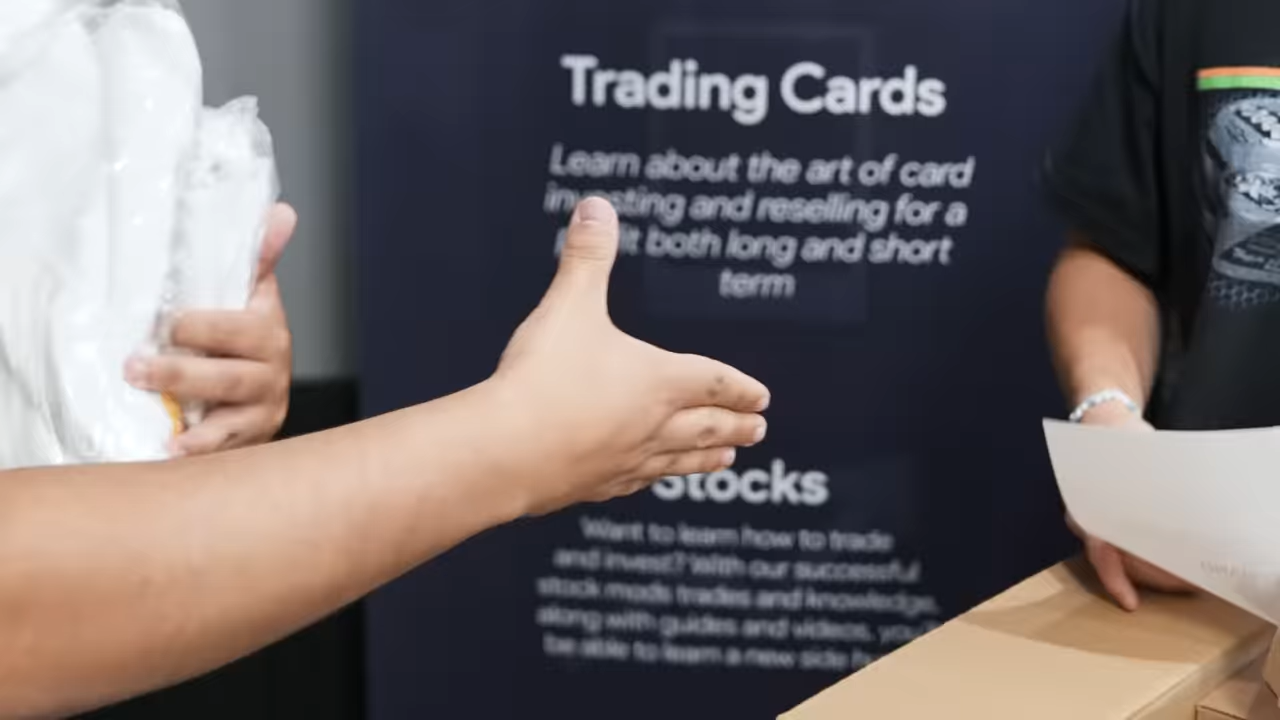 Trading Cards
Learn about the art of card
investing and reselling for a
both long and short
term
Stocks
Want to learn how to trade
and invest? With our successful
stock mods trades and knowledge,
along with guides and videos,
be able to learn a new side